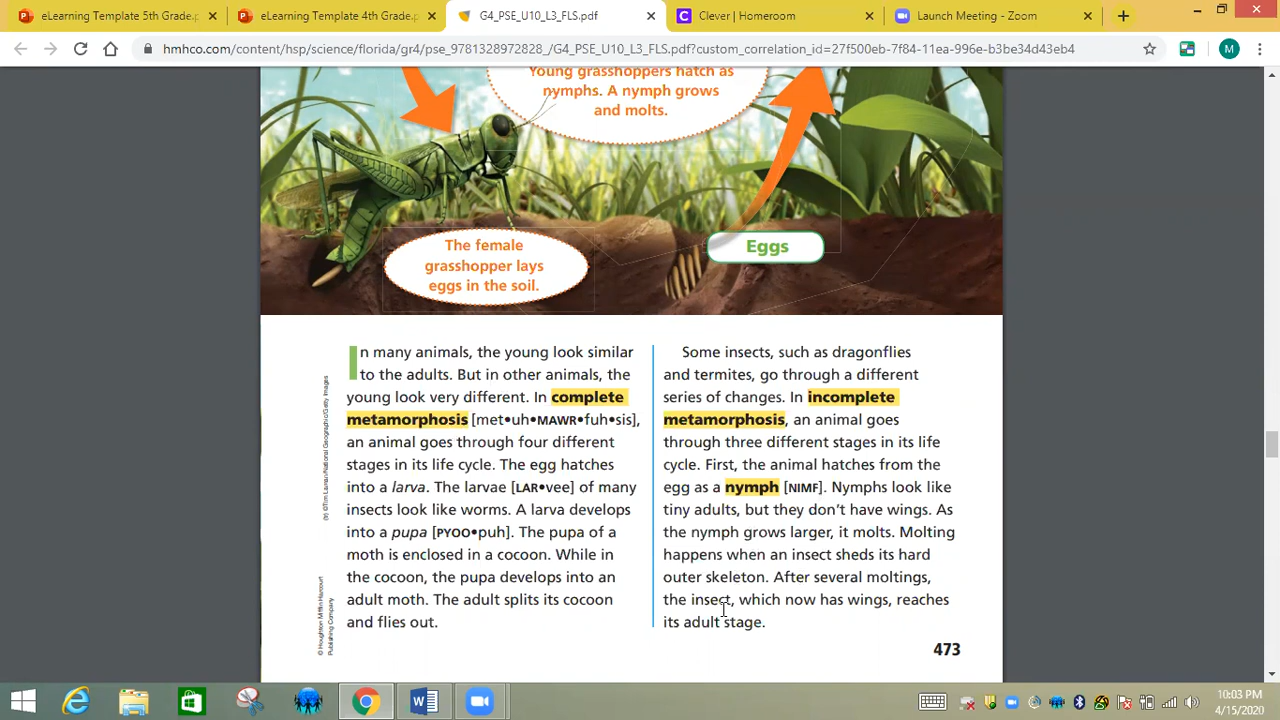 eLearning Template 5th Grade.p
eLearning Template 4th Grade.p
G4_PSE_U10_L3_FLS.pdf
Clever | Homeroom
Launch Meeting - Zoom
hmhco.com/content/hsp/science/florida/gr4/pse_9781328972828_/G4_PSE_U10_L3_FLS.pdf?custom_correlation_id=27f500eb-7f84-11ea-996e-b3be34d43eb4
M
Young grasshoppers hatch as
nymphs. A nymph grows
and molts.
The female
grasshopper lays
eggs in the soil.
Eggs
In many animals, the young look similar
to the adults. But in other animals, the
young look very different. In complete
metamorphosis [met•uh•MAWR•fuh•sis],
an animal goes through four different
stages in its life cycle. The egg hatches
into a larva. The larvae [LAR•vee] of many
insects look like worms. A larva develops
into a pupa [PYOO•puh]. The pupa of a
moth is enclosed in a cocoon. While in
the cocoon, the pupa develops into an
adult moth. The adult splits its cocoon
and flies out.
Some insects, such as dragonflies
and termites, go through a different
series of changes. In incomplete
metamorphosis, an animal goes
through three different stages in its life
cycle. First, the animal hatches from the
egg as a nymph [NIMF]. Nymphs look like
tiny adults, but they don't have wings. As
the nymph grows larger, it molts. Molting
happens when an insect sheds its hard
outer skeleton. After several moltings,
the insect, which now has wings, reaches
its adult stage.
473
© Houghton Mifflin Harcourt
Publishing Company
10:03 PM
4/15/2020